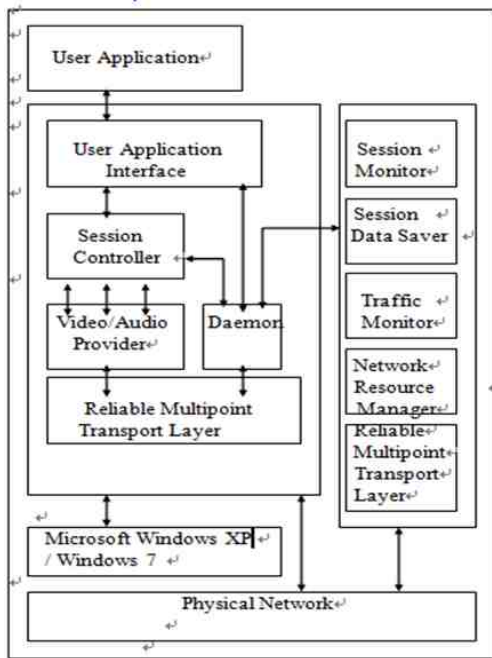 User Application
User Application
Interface
Session
Controller
Video/Audio
Provider
Daemon
Reliable Multipoint
Transport Layer
Microsoft Windows XP
/ Windows 7
Session
Monitor
Session
Data Saver
Traffic
Monitor
Network
Resource
Manager
Reliable
Multipoint
Transport
Layer
Physical Network